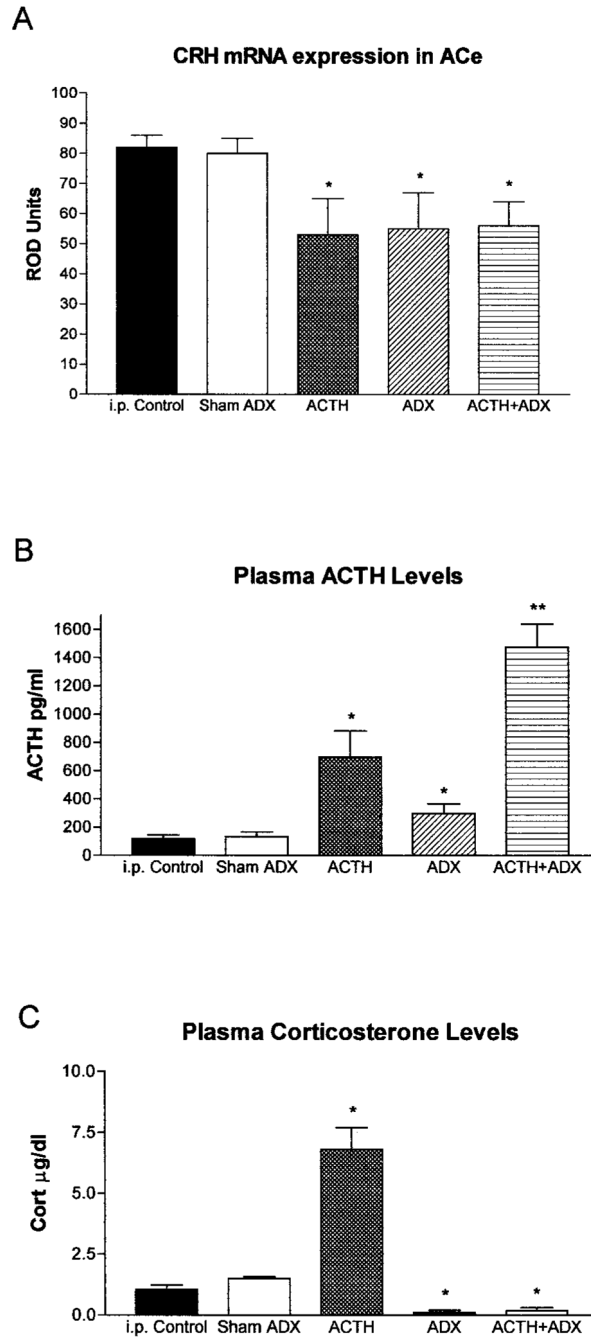 A
CRH mRNA expression in ACe
100
90
80
70
60
50
40
30
20
10
0
ROD Units
* * *
i.p. Control Sham ADX ACTH ADX ACTH+ADX
B
Plasma ACTH Levels
1600
1400
1200
1000
800
600
400
200
0
ACTH pg/ml
* * **
i.p. Control Sham ADX ACTH ADX ACTH+ADX
C
Plasma Corticosterone Levels
10.0
7.5
5.0
2.5
0.0
Cort μg/dl
* * *
i.p. Control Sham ADX ACTH ADX ACTH+ADX